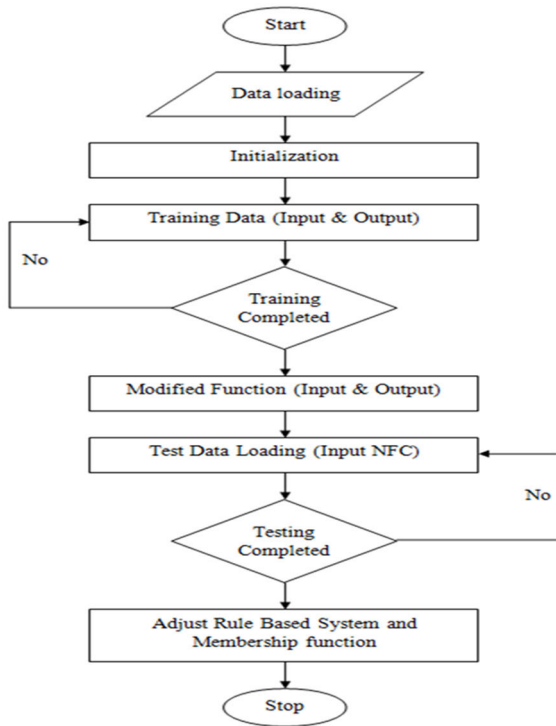 Start
Data loading
Initialization
Training Data (Input & Output)
No
Training
Completed
Modified Function (Input & Output)
Test Data Loading (Input NFC)
No
Testing
Completed
Adjust Rule Based System and
Membership function
Stop